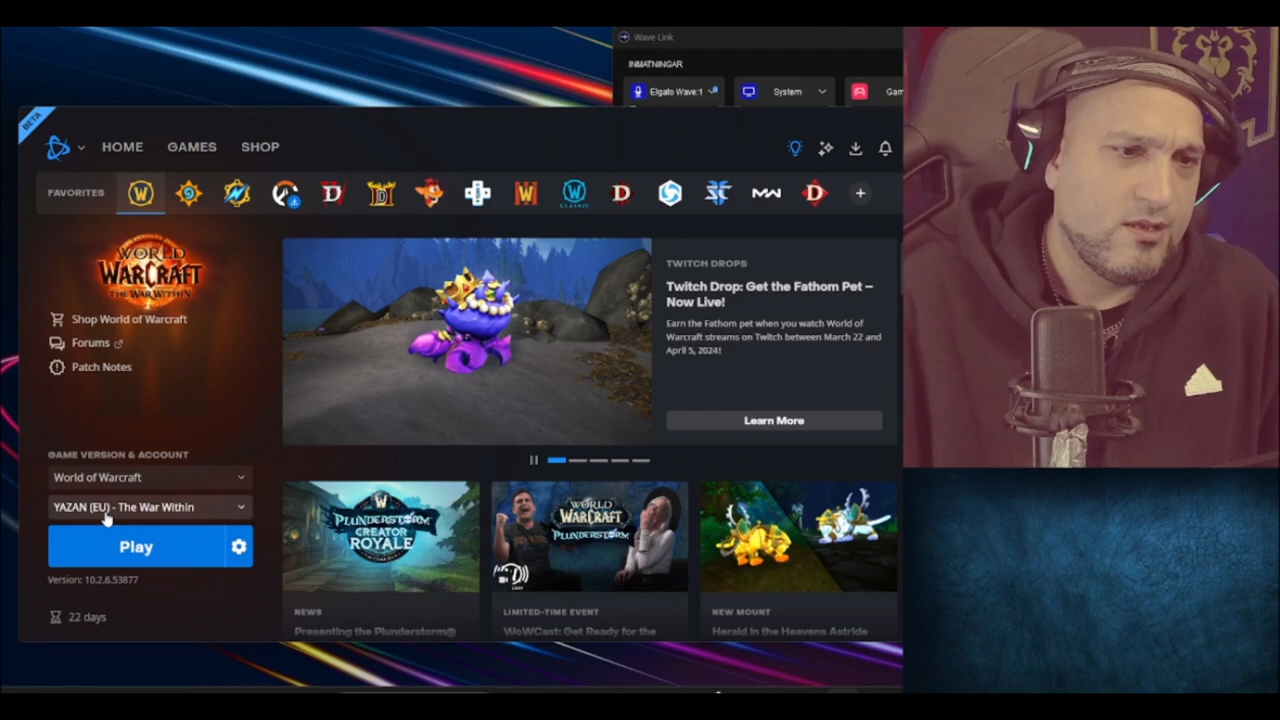 Wave Link
INMATNINGAR
Elgato Wave:1
System
Gam
BETA
HOME
GAMES
SHOP
FAVORITES
CLASSIC
WORLD
WARCRAFT
THE WAR WITHIN
Shop World of Warcraft
Forums
Patch Notes
TWITCH DROPS
Twitch Drop: Get the Fathom Pet –
Now Live!
Earn the Fathom pet when you watch World of
Warcraft streams on Twitch between March 22 and
April 5, 2024!
Learn More
GAME VERSION & ACCOUNT
World of Warcraft
YAZAN (EU) - The War Within
Play
Version: 10.2.6.53877
22 days
PLUNDERSTORM
CREATOR
ROYALE
WORLD
WARCRAFT
PLUNDERSTORM
NEWS
Presenting the Plunderstorm@
LIMITED-TIME EVENT
WoWCast: Get Ready for the
NEW MOUNT
Herald in the Heavens Astride